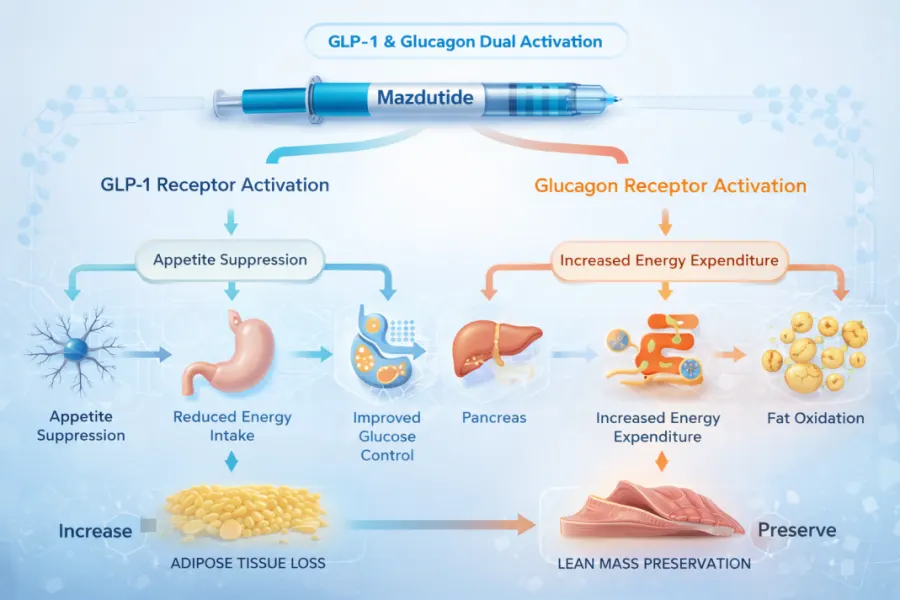 GLP-1 & Glucagon Dual Activation
Mazdutide
GLP-1 Receptor Activation
Glucagon Receptor Activation
Appetite Suppression
Increased Energy Expenditure
Appetite
Suppression
Reduced Energy
Intake
Improved
Glucose
Control
Pancreas
Increased Energy
Expenditure
Fat Oxidation
Increase
ADIPOSE TISSUE LOSS
LEAN MASS PRESERVATION
Preserve